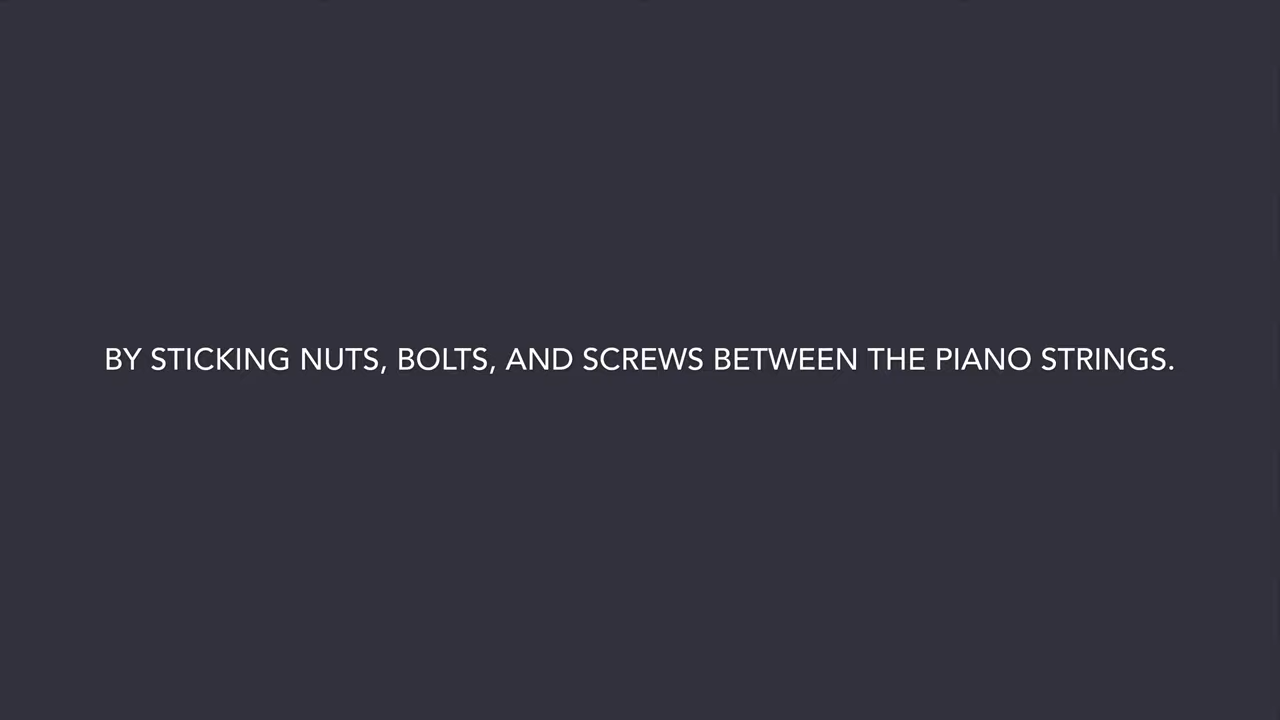 BY STICKING NUTS, BOLTS, AND SCREWS BETWEEN THE PIANO STRINGS.